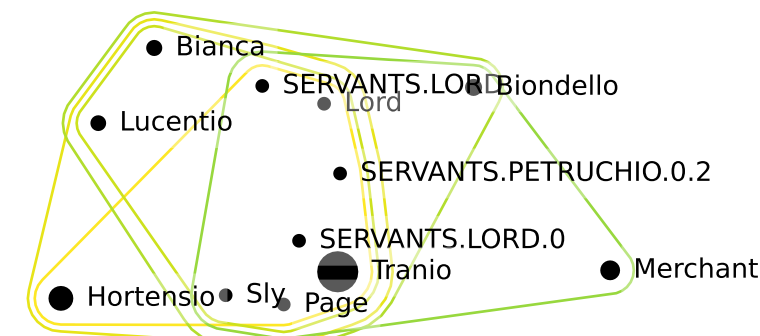 Bianca
SERVANTS.LORD
Biondello
Lord
Lucentio
SERVANTS.PETRUCHIO.0.2
SERVANTS.LORD.0
Tranio
Merchant
Hortensio
Sly
Page